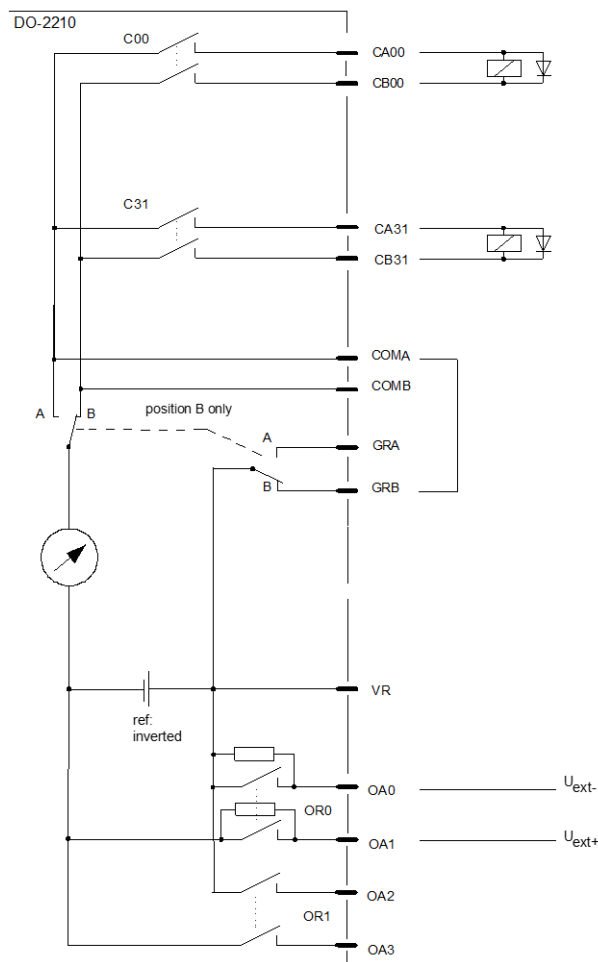 DO-2210
C00
CA00
CB00
C31
CA31
CB31
COMA
COMB
A
B
position B only
A
GRA
B
GRB
VR
ref:
inverted
OA0
Uext-
OR0
OA1
Uext+
OA2
OR1
OA3